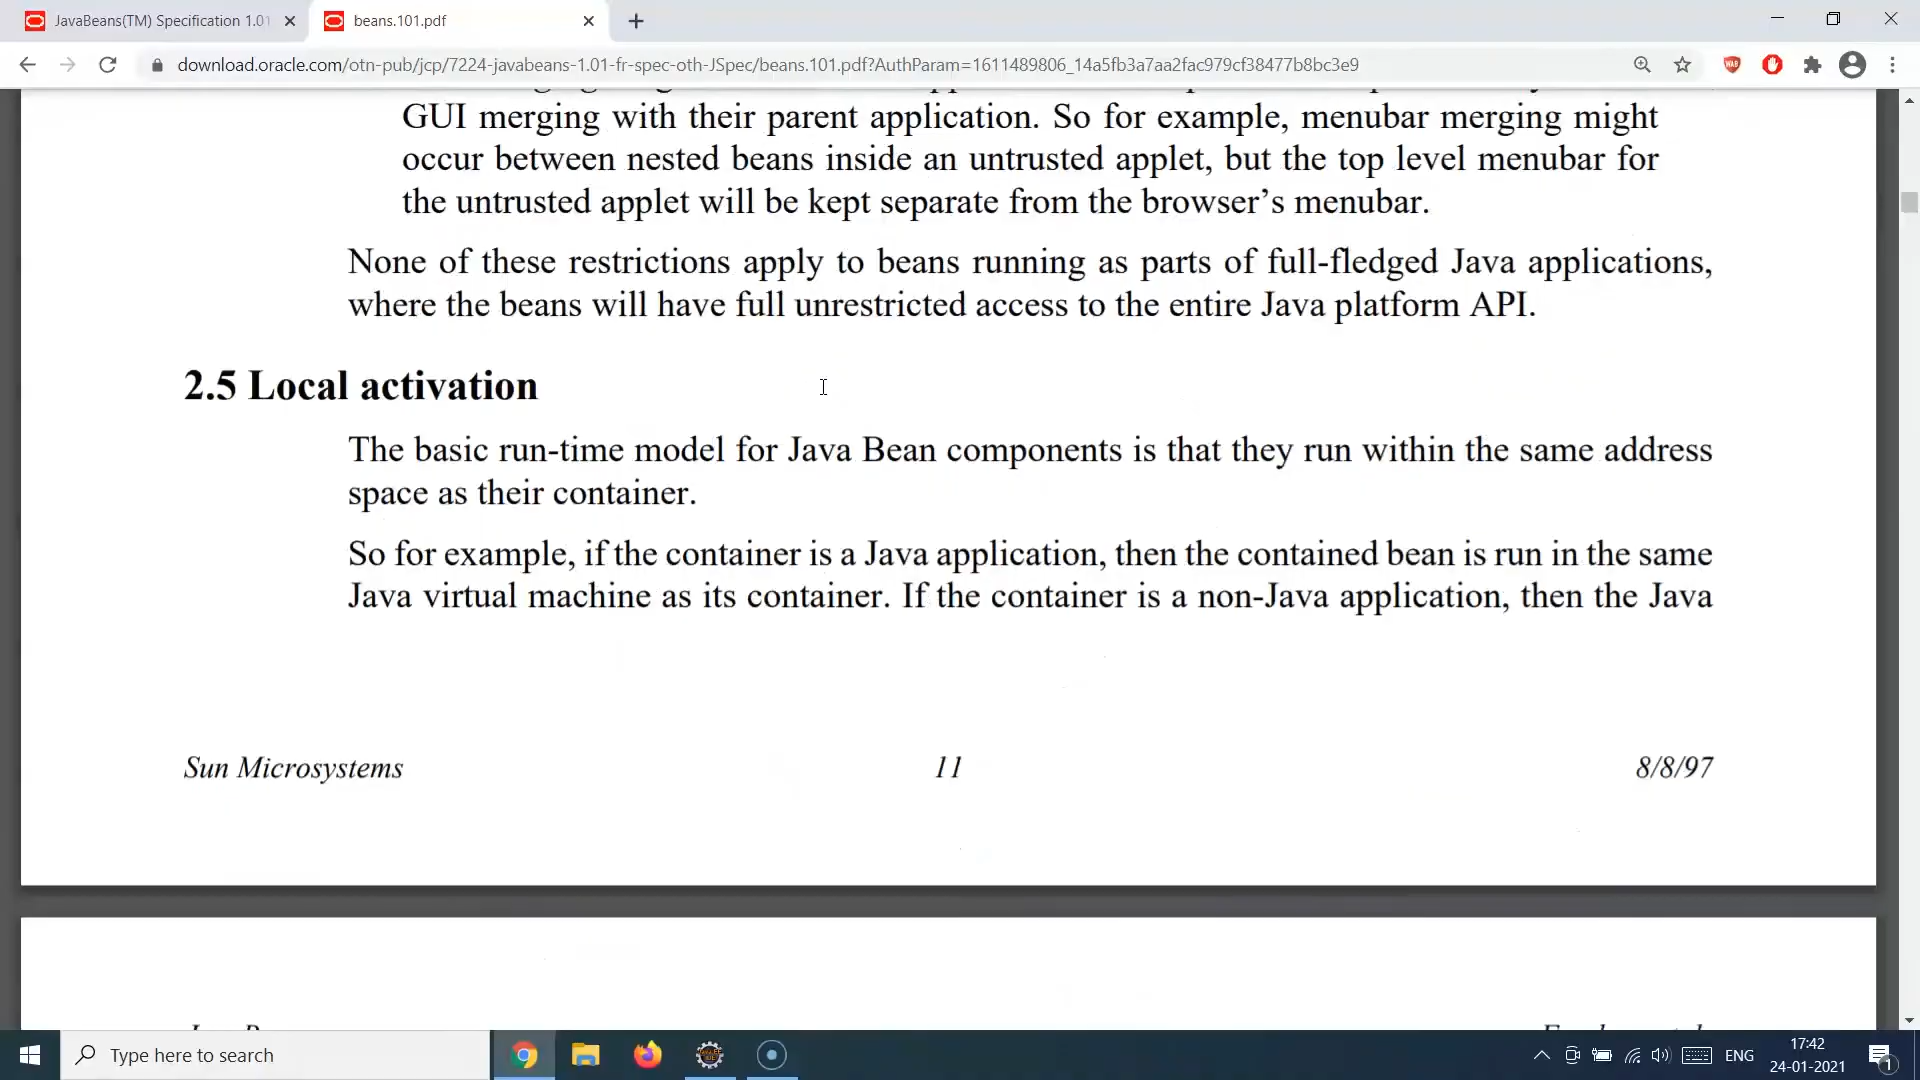 JavaBeans(TM) Specification 1.01
beans.101.pdf
download.oracle.com/otn-pub/jcp/7224-javabeans-1.01-fr-spec-oth-JSpec/beans.101.pdf?AuthParam=1611489806_14a5fb3a7aa2fac979cf38477b8bc3e9
GUI merging with their parent application. So for example, menubar merging might
occur between nested beans inside an untrusted applet, but the top level menubar for
the untrusted applet will be kept separate from the browser’s menubar.
None of these restrictions apply to beans running as parts of full-fledged Java applications,
where the beans will have full unrestricted access to the entire Java platform API.
2.5 Local activation
The basic run-time model for Java Bean components is that they run within the same address
space as their container.
So for example, if the container is a Java application, then the contained bean is run in the same
Java virtual machine as its container. If the container is a non-Java application, then the Java
Sun Microsystems 11 8/8/97
Type here to search
ENG
17:42
24-01-2021
1